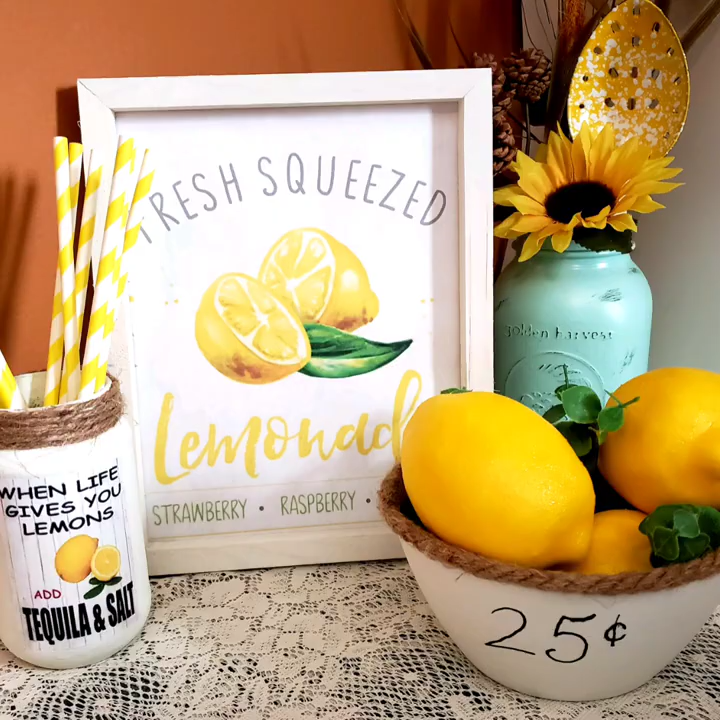 FRESH SQUEEZED
Lemonad
STRAWBERRY • RASPBERRY •
WHEN LIFE
GIVES YOU
LEMONS
ADD
TEQUILA & SALT
golden harvest
25¢